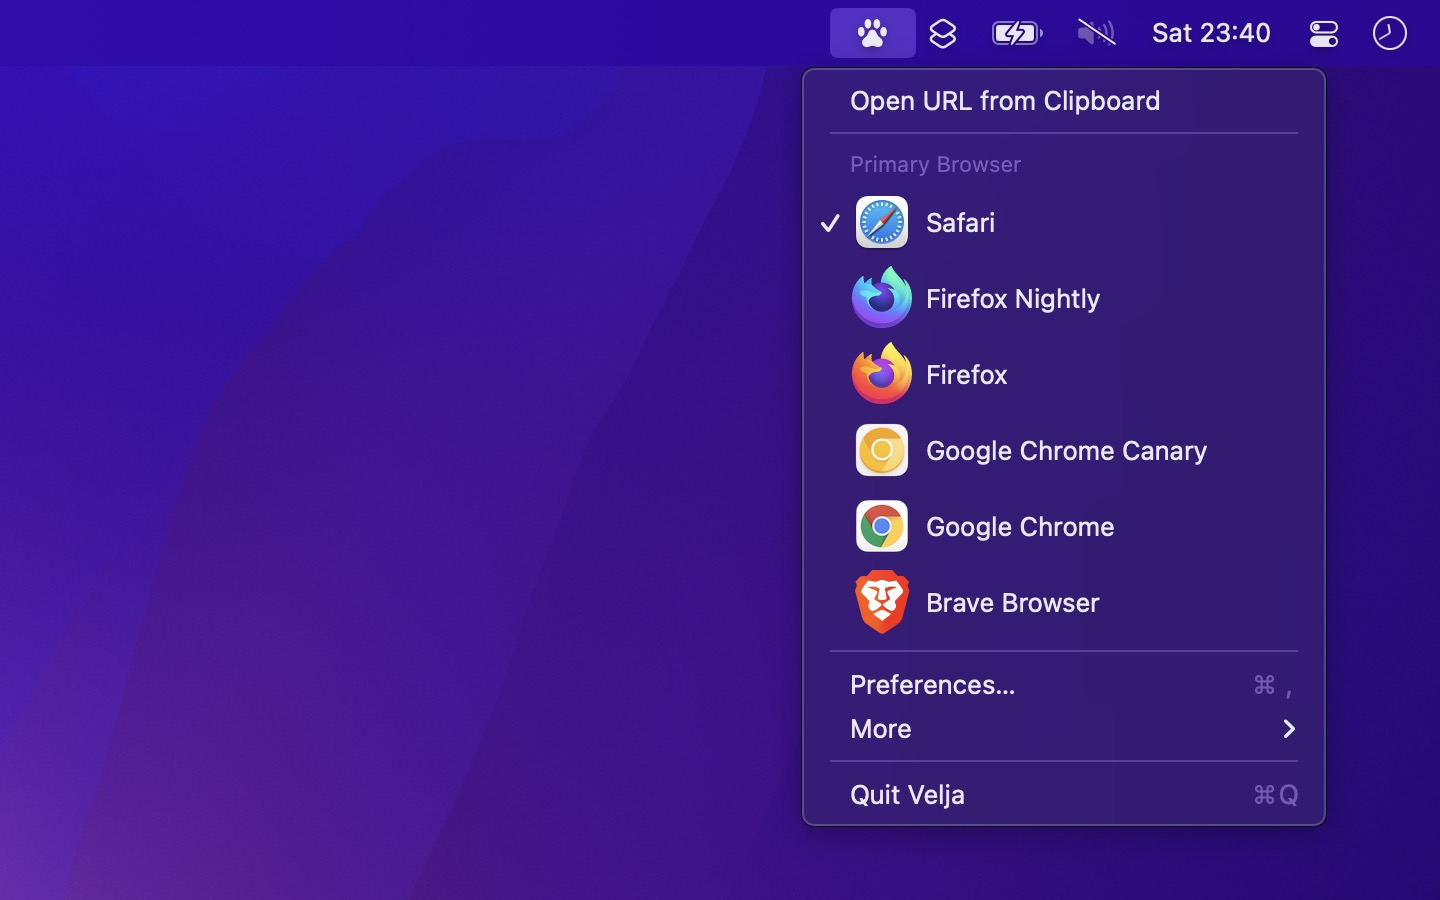 Sat 23:40
Open URL from Clipboard
Primary Browser
Safari
Firefox Nightly
Firefox
Google Chrome Canary
Google Chrome
Brave Browser
Preferences... ⌘ ,
More
Quit Velja ⌘Q